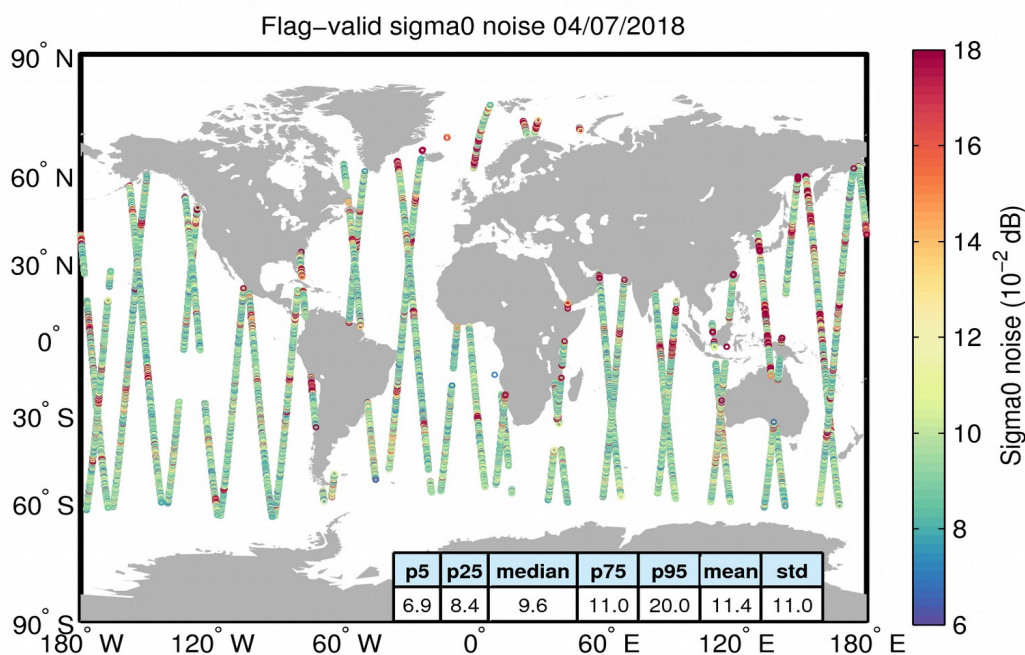 Flag−valid sigma0 noise 04/07/2018
90° N
60° N
30° N
0°
30° S
60° S
90° S
180° W
120° W
60° W
0°
60° E
120° E
180° E
p5 p25 median p75 p95 mean std
6.9 8.4 9.6 11.0 20.0 11.4 11.0
18
16
14
12
10
8
6
Sigma0 noise (10⁻² dB)